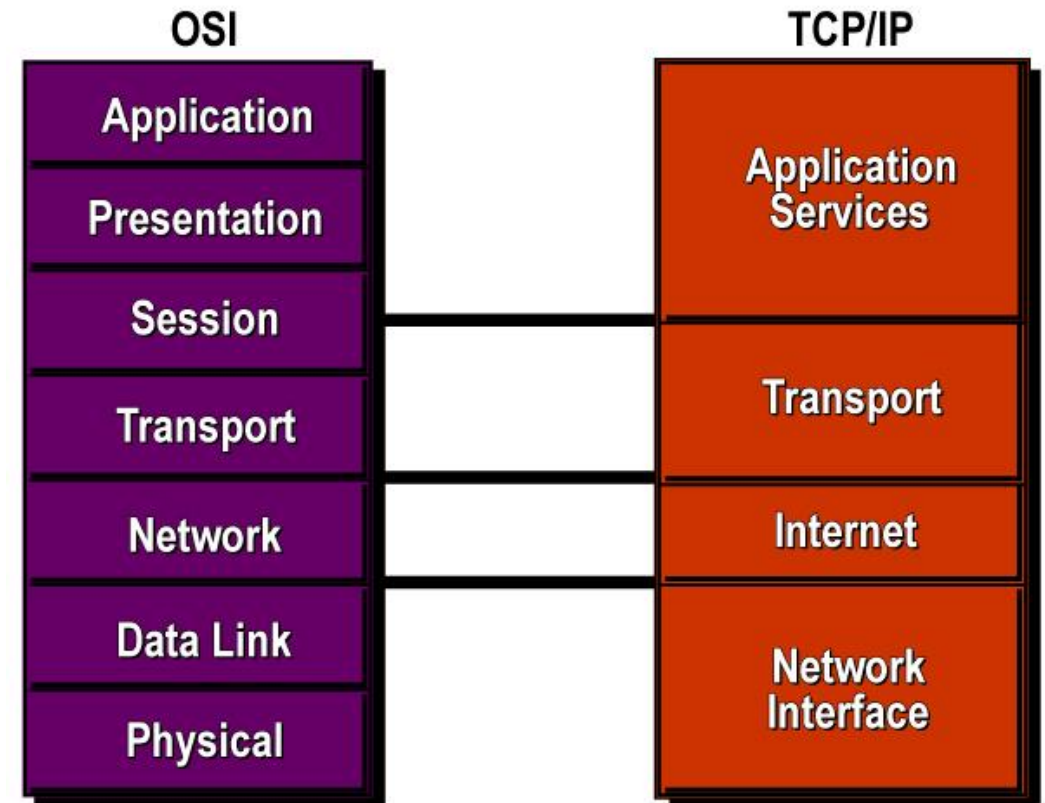 OSI
Application
Presentation
Session
Transport
Network
Data Link
Physical
TCP/IP
Application
Services
Transport
Internet
Network
Interface